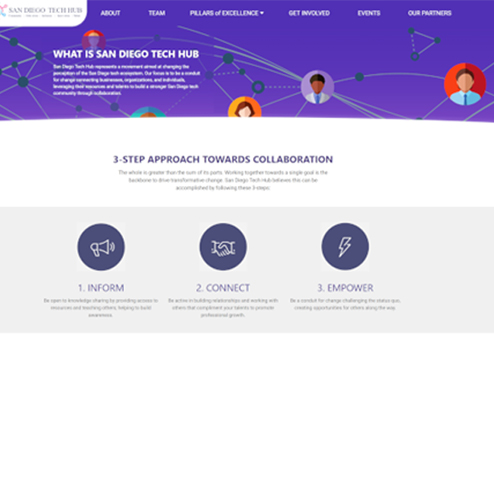 SAN DIEGO TECH HUB
ABOUT
TEAM
PILLARS of EXCELLENCE
GET INVOLVED
EVENTS
OUR PARTNERS
WHAT IS SAN DIEGO TECH HUB
San Diego Tech Hub represents a movement aimed at changing the
perception of the San Diego tech ecosystem. Our focus is to be a conduit
for change connecting businesses, organizations, and individuals,
leveraging their resources and talents to build a stronger San Diego tech
community through collaboration.
3-STEP APPROACH TOWARDS COLLABORATION
The whole is greater than the sum of its parts. Working together towards a single goal is the
backbone to drive transformative change. San Diego Tech Hub believes this can be
accomplished by following these 3-steps:
1. INFORM
Be open to knowledge sharing by providing access to
resources and teaching others; helping to build
awareness.
2. CONNECT
Be active in building relationships and working with
others that compliment your talents to promote
professional growth.
3. EMPOWER
Be a conduit for change challenging the status quo;
creating opportunities for others along the way.